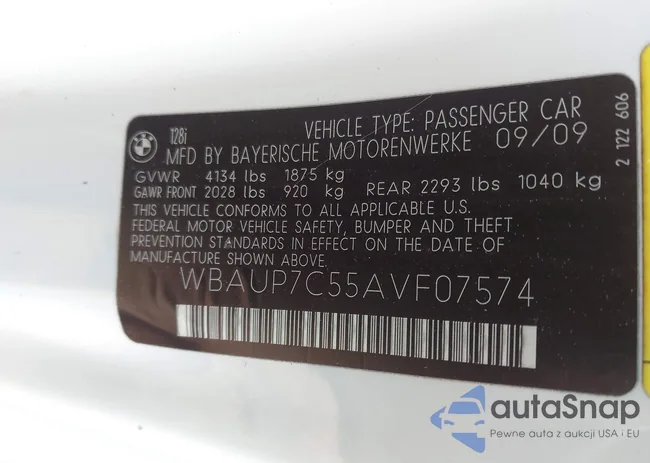 BMW
128i
VEHICLE TYPE: PASSENGER CAR
MFD BY BAYERISCHE MOTORENWERKE 09/09
GVWR 4134 lbs 1875 kg
GAWR FRONT 2028 lbs 920 kg REAR 2293 lbs 1040 kg
THIS VEHICLE CONFORMS TO ALL APPLICABLE U.S.
FEDERAL MOTOR VEHICLE SAFETY, BUMPER AND THEFT
PREVENTION STANDARDS IN EFFECT ON THE DATE OF
MANUFACTURE SHOWN ABOVE.
WBAUP7C55AVF07574
2 122 606
autaSnap
Pewne auta z aukcji USA i EU